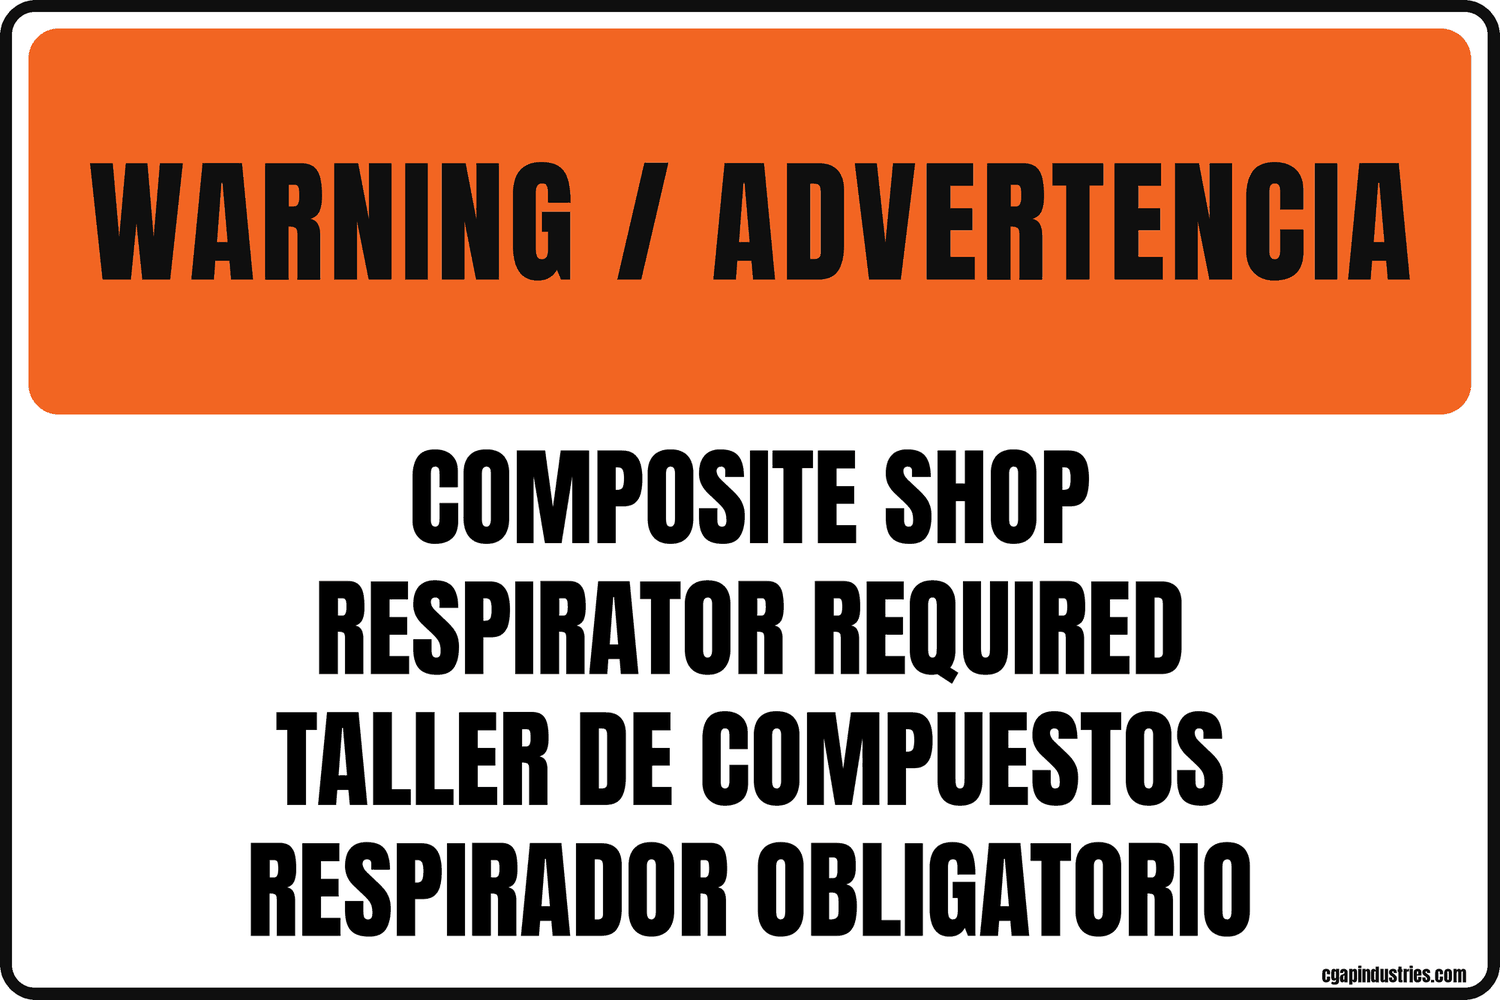 WARNING / ADVERTENCIA
COMPOSITE SHOP
RESPIRATOR REQUIRED
TALLER DE COMPUESTOS
RESPIRADOR OBLIGATORIO
cgapindustries.com